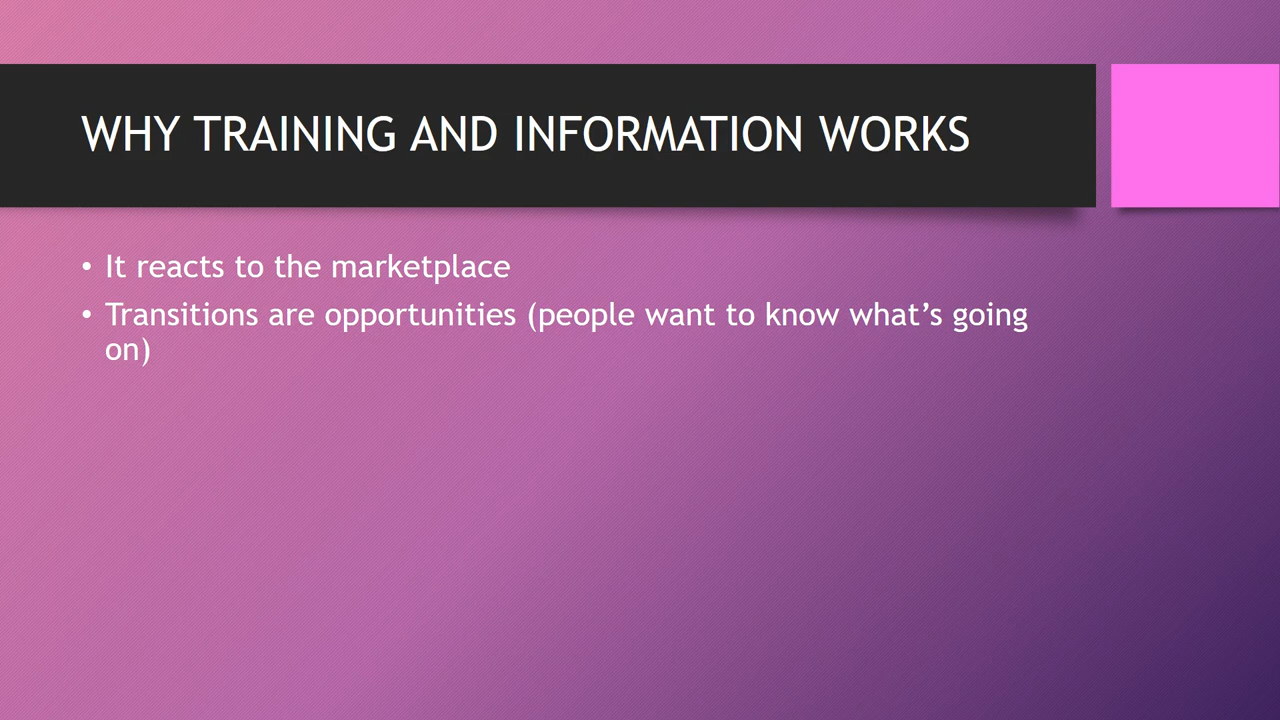 WHY TRAINING AND INFORMATION WORKS
• It reacts to the marketplace
• Transitions are opportunities (people want to know what’s going
on)